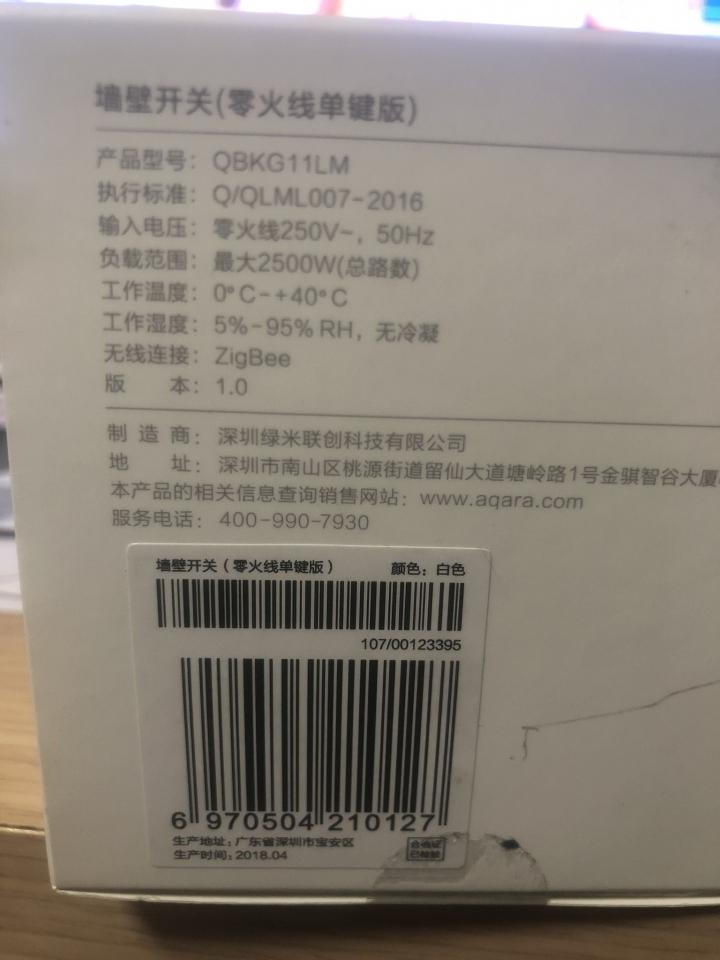 墙壁开关(零火线单键版)
产品型号：QBKG11LM
执行标准：Q/QLML007-2016
输入电压：零火线250V~，50Hz
负载范围：最大2500W(总路数)
工作温度：0°C-+40°C
工作湿度：5%-95% RH，无冷凝
无线连接：ZigBee
版 本：1.0
制 造 商：深圳绿米联创科技有限公司
地 址：深圳市南山区桃源街道留仙大道塘岭路1号金骐智谷大厦
本产品的相关信息查询销售网站：www.aqara.com
服务电话：400-990-7930
墙壁开关（零火线单键版） 颜色：白色
107/00123395
6 970504 210127
生产地址：广东省深圳市宝安区
生产时间：2018.04
合格证
已检验